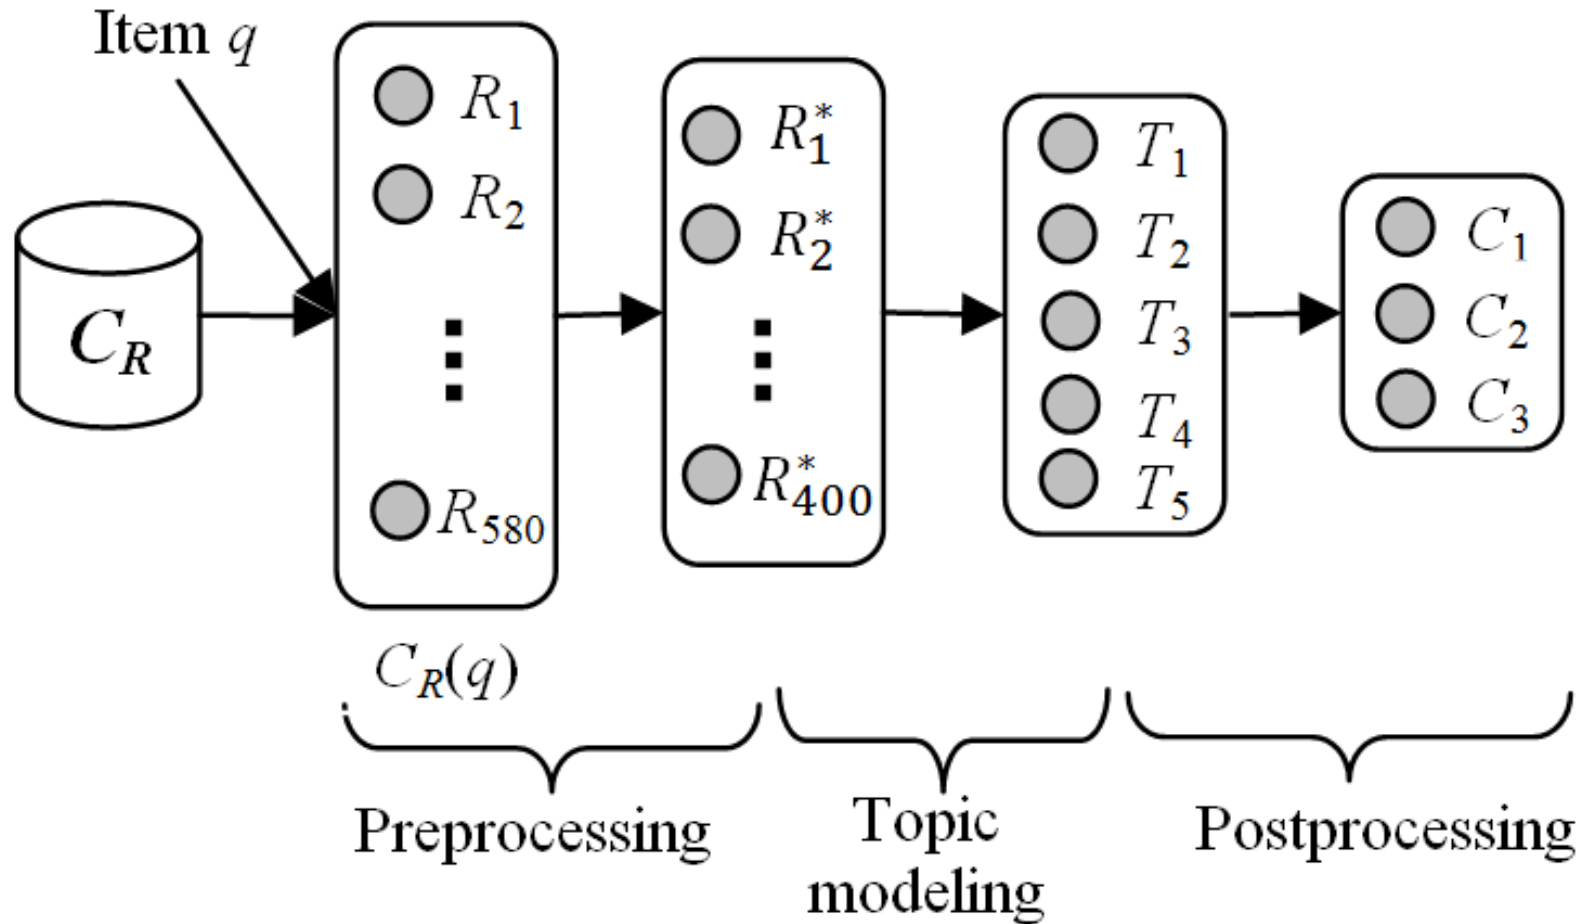 Item q
C_R
R_1
R_2
R_580
C_R(q)
R^*_1
R^*_2
R^*_400
T_1
T_2
T_3
T_4
T_5
C_1
C_2
C_3
Preprocessing
Topic
modeling
Postprocessing